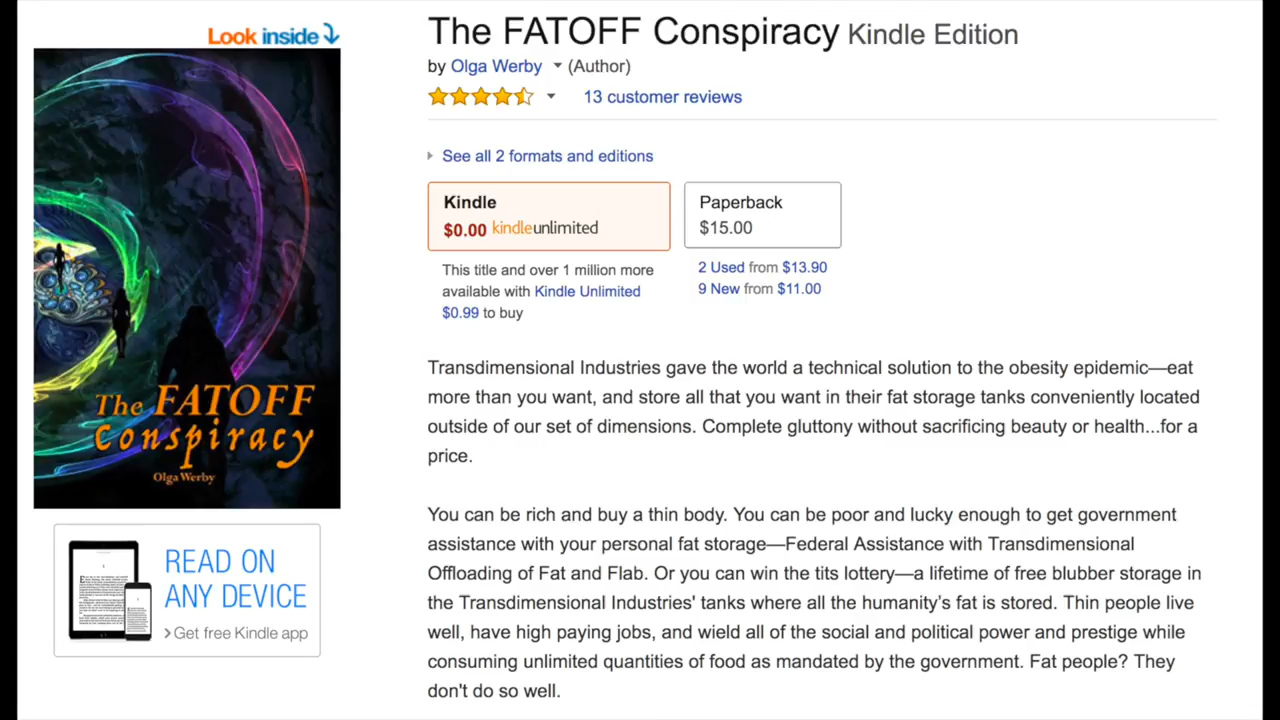 Look inside
The FATOFF Conspiracy Kindle Edition
by Olga Werby (Author)
13 customer reviews
See all 2 formats and editions
Kindle
$0.00 kindleunlimited
Paperback
$15.00
This title and over 1 million more
available with Kindle Unlimited
$0.99 to buy
2 Used from $13.90
9 New from $11.00
The FATOFF
Conspiracy
Olga Werby
READ ON
ANY DEVICE
Get free Kindle app
Transdimensional Industries gave the world a technical solution to the obesity epidemic—eat
more than you want, and store all that you want in their fat storage tanks conveniently located
outside of our set of dimensions. Complete gluttony without sacrificing beauty or health...for a
price.
You can be rich and buy a thin body. You can be poor and lucky enough to get government
assistance with your personal fat storage—Federal Assistance with Transdimensional
Offloading of Fat and Flab. Or you can win the tits lottery—a lifetime of free blubber storage in
the Transdimensional Industries' tanks where all the humanity’s fat is stored. Thin people live
well, have high paying jobs, and wield all of the social and political power and prestige while
consuming unlimited quantities of food as mandated by the government. Fat people? They
don't do so well.